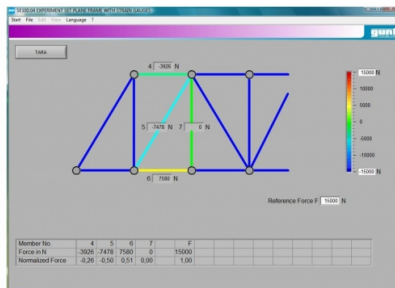 SE110.04 EXPERIMENT SET PLANE FRAME WITH STRAIN GAUGES
Start File Edit View Language ?
gunt
TARA
4 -3926 N
15000 N
10000
5000
5 -7478 N 7 0 N
0
-5000
-10000
-15000 N
6 7580 N
Reference Force F 15000 N
Member No. 4 5 6 7 F
Force in N -3926 -7478 7580 0 15000
Normalized Force -0,26 -0,50 0,51 0,00 1,00